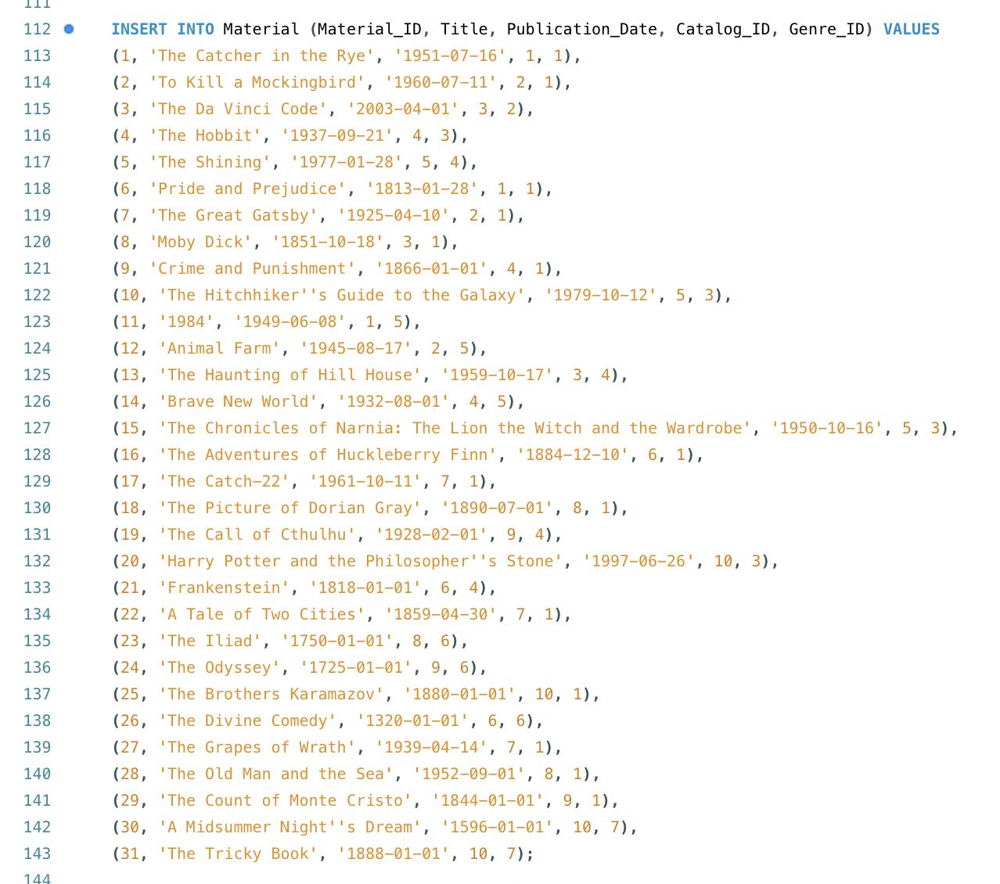 111
112 INSERT INTO Material (Material_ID, Title, Publication_Date, Catalog_ID, Genre_ID) VALUES
113 (1, 'The Catcher in the Rye', '1951-07-16', 1, 1),
114 (2, 'To Kill a Mockingbird', '1960-07-11', 2, 1),
115 (3, 'The Da Vinci Code', '2003-04-01', 3, 2),
116 (4, 'The Hobbit', '1937-09-21', 4, 3),
117 (5, 'The Shining', '1977-01-28', 5, 4),
118 (6, 'Pride and Prejudice', '1813-01-28', 1, 1),
119 (7, 'The Great Gatsby', '1925-04-10', 2, 1),
120 (8, 'Moby Dick', '1851-10-18', 3, 1),
121 (9, 'Crime and Punishment', '1866-01-01', 4, 1),
122 (10, 'The Hitchhiker''s Guide to the Galaxy', '1979-10-12', 5, 3),
123 (11, '1984', '1949-06-08', 1, 5),
124 (12, 'Animal Farm', '1945-08-17', 2, 5),
125 (13, 'The Haunting of Hill House', '1959-10-17', 3, 4),
126 (14, 'Brave New World', '1932-08-01', 4, 5),
127 (15, 'The Chronicles of Narnia: The Lion the Witch and the Wardrobe', '1950-10-16', 5, 3),
128 (16, 'The Adventures of Huckleberry Finn', '1884-12-10', 6, 1),
129 (17, 'The Catch-22', '1961-10-11', 7, 1),
130 (18, 'The Picture of Dorian Gray', '1890-07-01', 8, 1),
131 (19, 'The Call of Cthulhu', '1928-02-01', 9, 4),
132 (20, 'Harry Potter and the Philosopher''s Stone', '1997-06-26', 10, 3),
133 (21, 'Frankenstein', '1818-01-01', 6, 4),
134 (22, 'A Tale of Two Cities', '1859-04-30', 7, 1),
135 (23, 'The Iliad', '1750-01-01', 8, 6),
136 (24, 'The Odyssey', '1725-01-01', 9, 6),
137 (25, 'The Brothers Karamazov', '1880-01-01', 10, 1),
138 (26, 'The Divine Comedy', '1320-01-01', 6, 6),
139 (27, 'The Grapes of Wrath', '1939-04-14', 7, 1),
140 (28, 'The Old Man and the Sea', '1952-09-01', 8, 1),
141 (29, 'The Count of Monte Cristo', '1844-01-01', 9, 1),
142 (30, 'A Midsummer Night''s Dream', '1596-01-01', 10, 7),
143 (31, 'The Tricky Book', '1888-01-01', 10, 7);
144